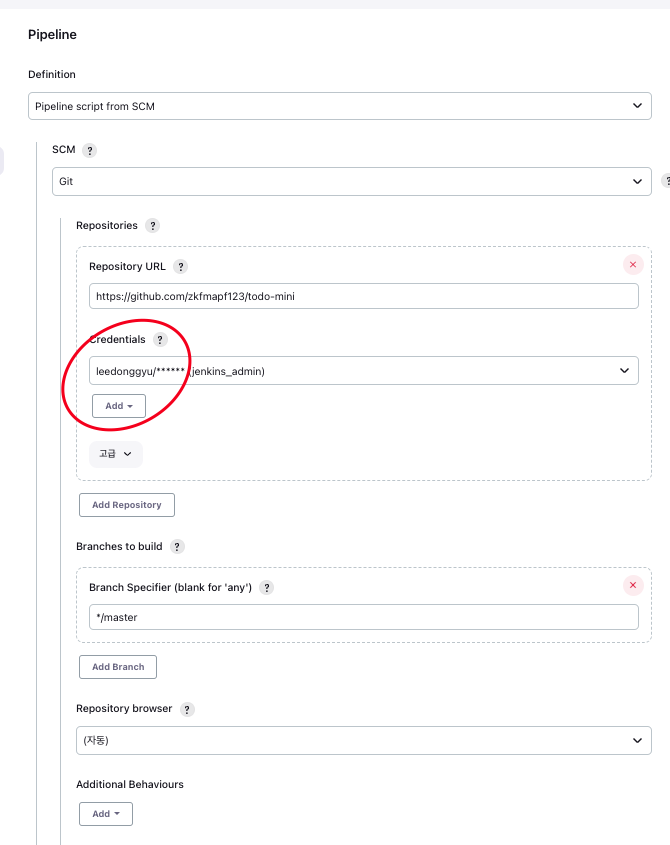 Pipeline
Definition
Pipeline script from SCM
SCM ?
Git
?
Repositories ?
Repository URL ?
https://github.com/zkfmapf123/todo-mini
Credentials ?
leedonggyu/****** (jenkins_admin)
Add
고급
Add Repository
Branches to build ?
Branch Specifier (blank for 'any') ?
*/master
Add Branch
Repository browser ?
(자동)
Additional Behaviours
Add